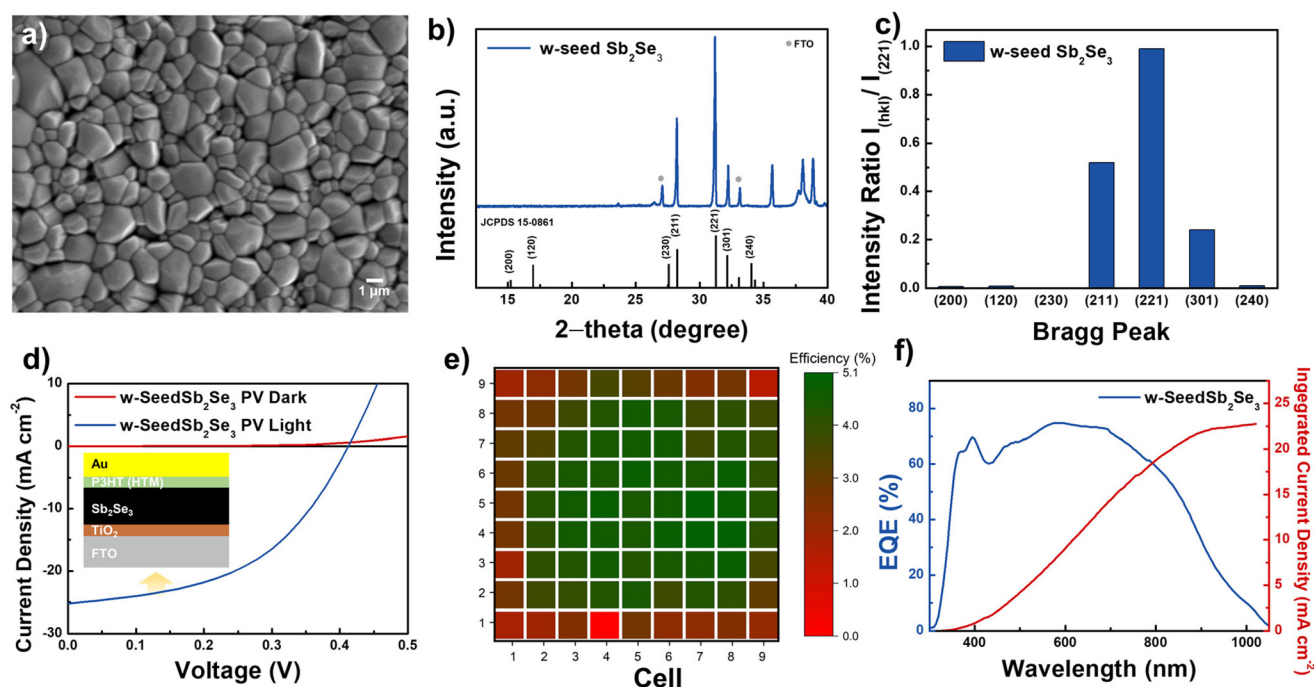 a)
1 μm
b)
w-seed Sb2Se3
FTO
Intensity (a.u.)
JCPDS 15-0861
(200)
(120)
(230)
(211)
(221)
(301)
(240)
15 20 25 30 35 40
2–theta (degree)
c)
w-seed Sb2Se3
Intensity Ratio I(hkl)/ I(221)
1.0
0.8
0.6
0.4
0.2
0.0
(200) (120) (230) (211) (221) (301) (240)
Bragg Peak
d)
w-SeedSb2Se3 PV Dark
w-SeedSb2Se3 PV Light
Current Density (mA cm-2)
10
0
-10
-20
-30
Au
P3HT (HTM)
Sb2Se3
TiO2
FTO
0.0 0.1 0.2 0.3 0.4 0.5
Voltage (V)
e)
Efficiency (%)
9
8
7
6
5
4
3
2
1
1 2 3 4 5 6 7 8 9
Cell
5.1
4.0
3.0
2.0
1.0
0.0
f)
w-SeedSb2Se3
EQE (%)
80
60
40
20
0
400 600 800 1000
Wavelength (nm)
25
20
15
10
5
0
Ingegrated Current Density (mA cm-2)